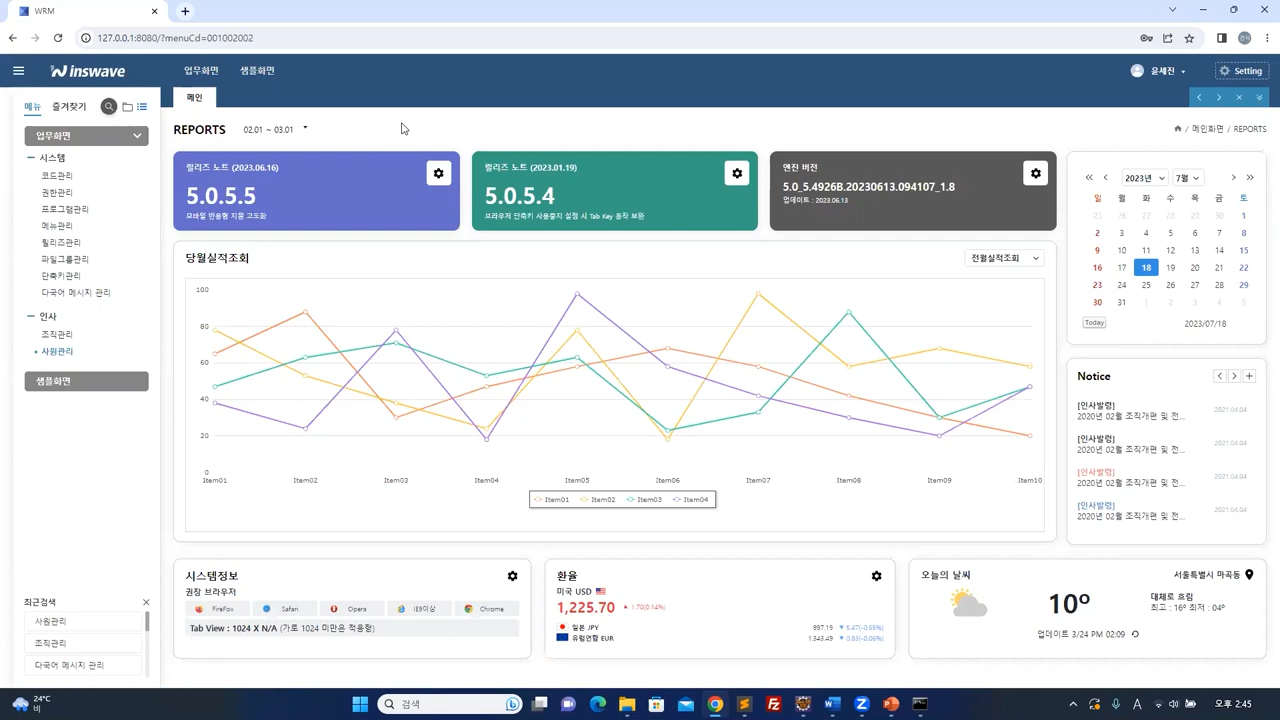 WRM
127.0.0.1:8080/?menuCd=001002002
inswave
업무화면
샘플화면
윤세진
Setting
메뉴
즐겨찾기
메인
업무화면
시스템
코드관리
권한관리
프로그램관리
메뉴관리
릴리즈관리
파일그룹관리
단축키관리
다국어 메시지 관리
인사
조직관리
사원관리
샘플화면
최근검색
사원관리
조직관리
다국어 메시지 관리
REPORTS
02.01 ~ 03.01
/ 메인화면 / REPORTS
릴리즈 노트 (2023.06.16)
5.0.5.5
모바일 반응형 지원 고도화
릴리즈 노트 (2023.01.19)
5.0.5.4
브라우저 단축키 사용중지 설정 시 Tab Key 동작 보완
엔진 버전
5.0_5.4926B.20230613.094107_1.8
업데이트 : 2023.06.13
당월실적조회
전월실적조회
100
80
60
40
20
0
Item01 Item02 Item03 Item04 Item05 Item06 Item07 Item08 Item09 ...Item10
Item01 Item02 Item03 Item04
2023년 7월
일 월 화 수 목 금 토
25 26 27 28 29 30 1
2 3 4 5 6 7 8
9 10 11 12 13 14 15
16 17 18 19 20 21 22
23 24 25 26 27 28 29
30 31 1 2 3 4 5
Today
2023/07/18
Notice
[인사발령]
2020년 02월 조직개편 및 전...
2021.04.04
[인사발령]
2020년 02월 조직개편 및 전...
2021.04.04
[인사발령]
2020년 02월 조직개편 및 전...
2021.04.04
[인사발령]
2020년 02월 조직개편 및 전...
2021.04.04
시스템정보
권장 브라우저
FireFox
Safari
Opera
IE9이상
Chrome
Tab View : 1024 X N/A (가로 1024 미만은 적응형)
환율
미국 USD
1,225.70 ▲ 1.70(0.14%)
일본 JPY 997.19 ▼ 5.47(-0.55%)
유럽연합 EUR 1,343.49 ▼ 0.83(-0.06%)
오늘의 날씨
서울특별시 마곡동
10º
대체로 흐림
최고 : 16º 최저 : 04º
업데이트 3/24 PM 02:09
24°C
비
검색
A
오후 2:45